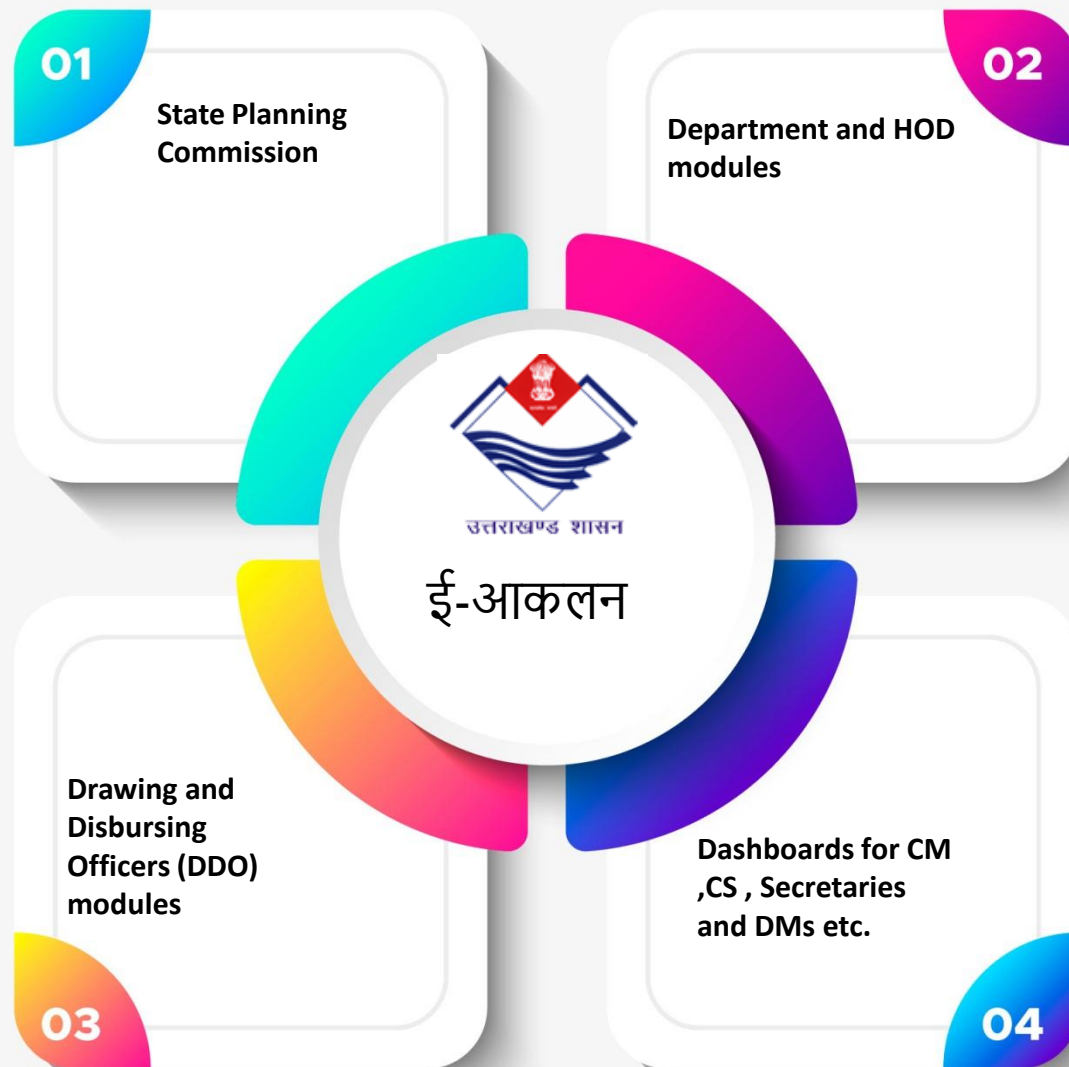 01
State Planning
Commission
02
Department and HOD
modules
उत्तराखण्ड शासन
ई-आकलन
Drawing and
Disbursing
Officers (DDO)
modules
03
Dashboards for CM
,CS , Secretaries
and DMs etc.
04